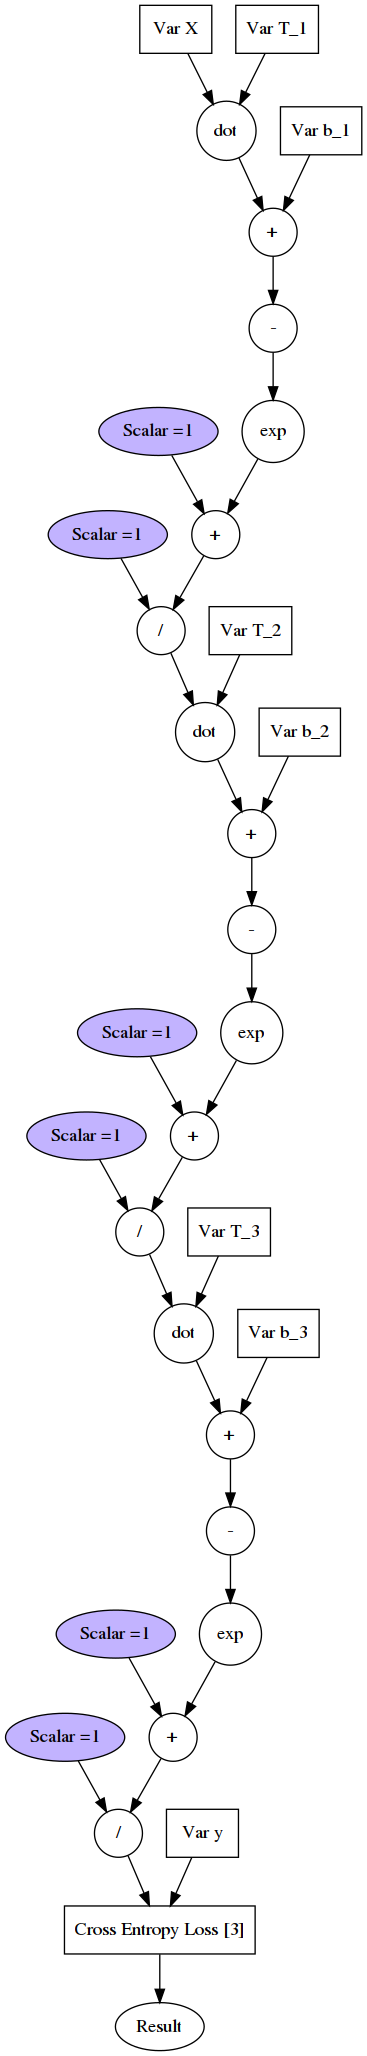 Var X
Var T_1
dot
Var b_1
+
-
exp
Scalar =1
+
Scalar =1
/
Var T_2
dot
Var b_2
+
-
exp
Scalar =1
+
Scalar =1
/
Var T_3
dot
Var b_3
+
-
exp
Scalar =1
+
Scalar =1
/
Var y
Cross Entropy Loss [3]
Result